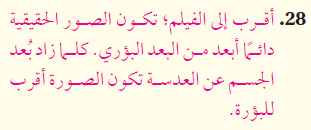 28. أقرب إلى الفيلم؛ تكون الصور الحقيقية
دائمًا أبعد من البعد البؤري. كلما زاد بُعد
الجسم عن العدسة تكون الصورة أقرب
للبؤرة.